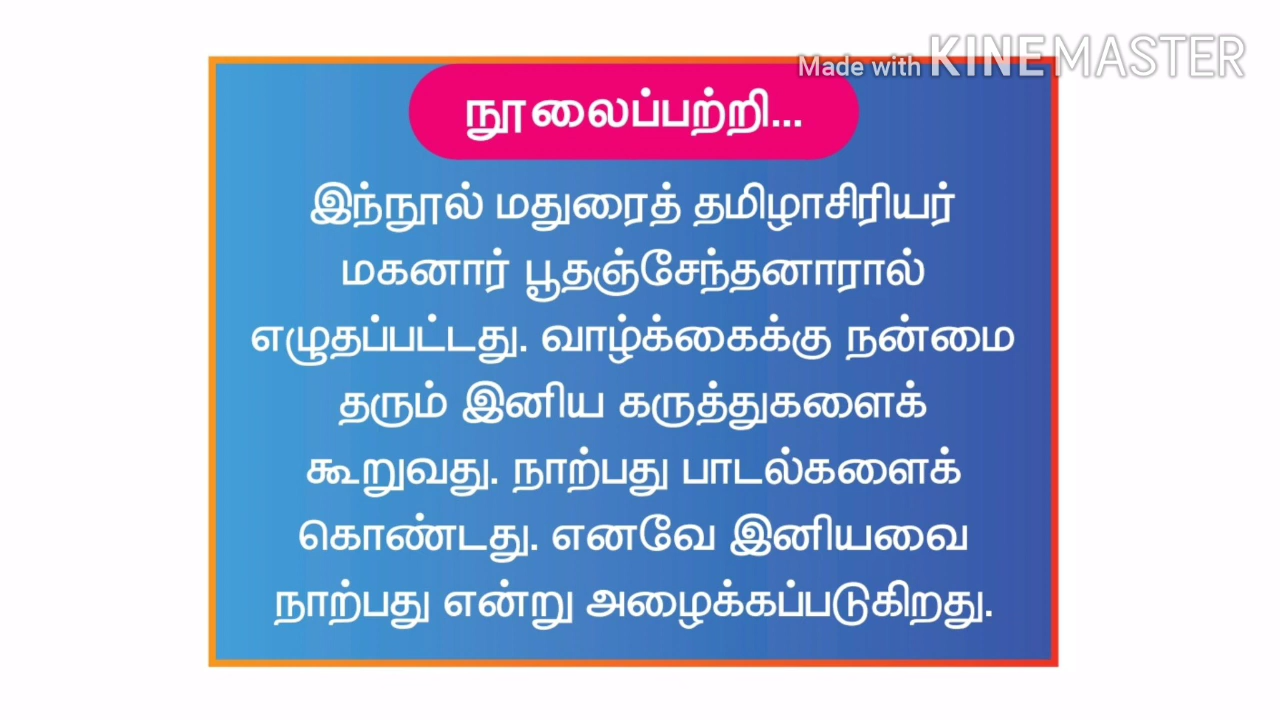 Made with KINEMASTER
நூலைப்பற்றி...
இந்நூல் மதுரைத் தமிழாசிரியர்
மகனார் பூதஞ்சேந்தனாரால்
எழுதப்பட்டது. வாழ்க்கைக்கு நன்மை
தரும் இனிய கருத்துகளைக்
கூறுவது. நாற்பது பாடல்களைக்
கொண்டது. எனவே இனியவை
நாற்பது என்று அழைக்கப்படுகிறது.